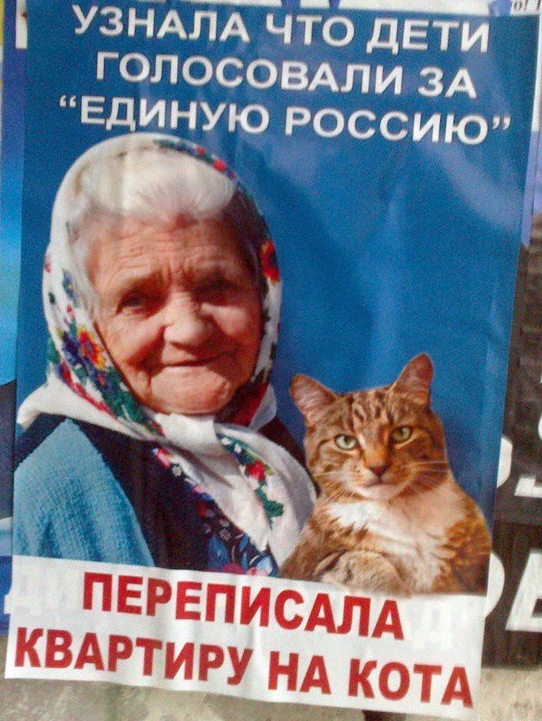 УЗНАЛА ЧТО ДЕТИ
ГОЛОСОВАЛИ ЗА
“ЕДИНУЮ РОССИЮ”
ПЕРЕПИСАЛА
КВАРТИРУ НА КОТА